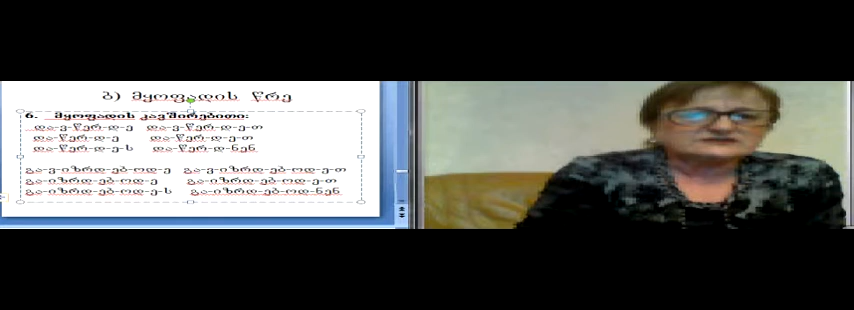 ბ) მყოფადის წრე
6. მყოფადის კავშირებითი:
და-ვ-წერ-დ-ე და-ვ-წერ-დ-ე-თ
და-წერ-დ-ე და-წერ-დ-ე-თ
და-წერ-დ-ე-ს და-წერ-დ-ნენ
გა-ვ-იზრდ-ებ-ოდ-ე გა-ვ-იზრდ-ებ-ოდ-ე-თ
გა-იზრდ-ებ-ოდ-ე გა-იზრდ-ებ-ოდ-ე-თ
გა-იზრდ-ებ-ოდ-ე-ს გა-იზრდ-ებ-ოდ-ნენ